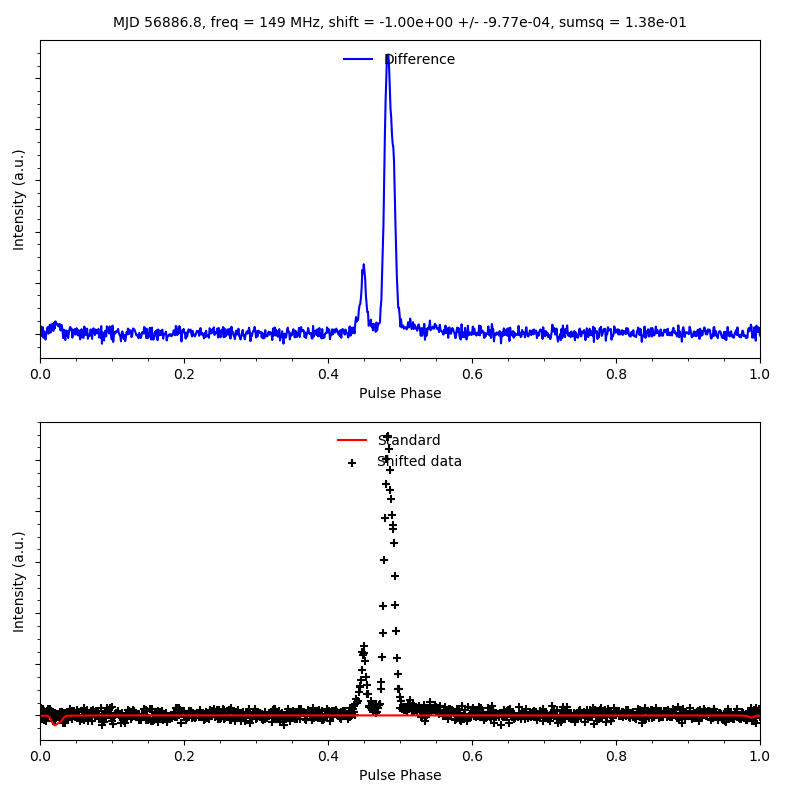 MJD 56886.8, freq = 149 MHz, shift = -1.00e+00 +/- -9.77e-04, sumsq = 1.38e-01
Difference
Intensity (a.u.)
0.0 0.2 0.4 0.6 0.8 1.0
Pulse Phase
Standard
Shifted data
Intensity (a.u.)
0.0 0.2 0.4 0.6 0.8 1.0
Pulse Phase